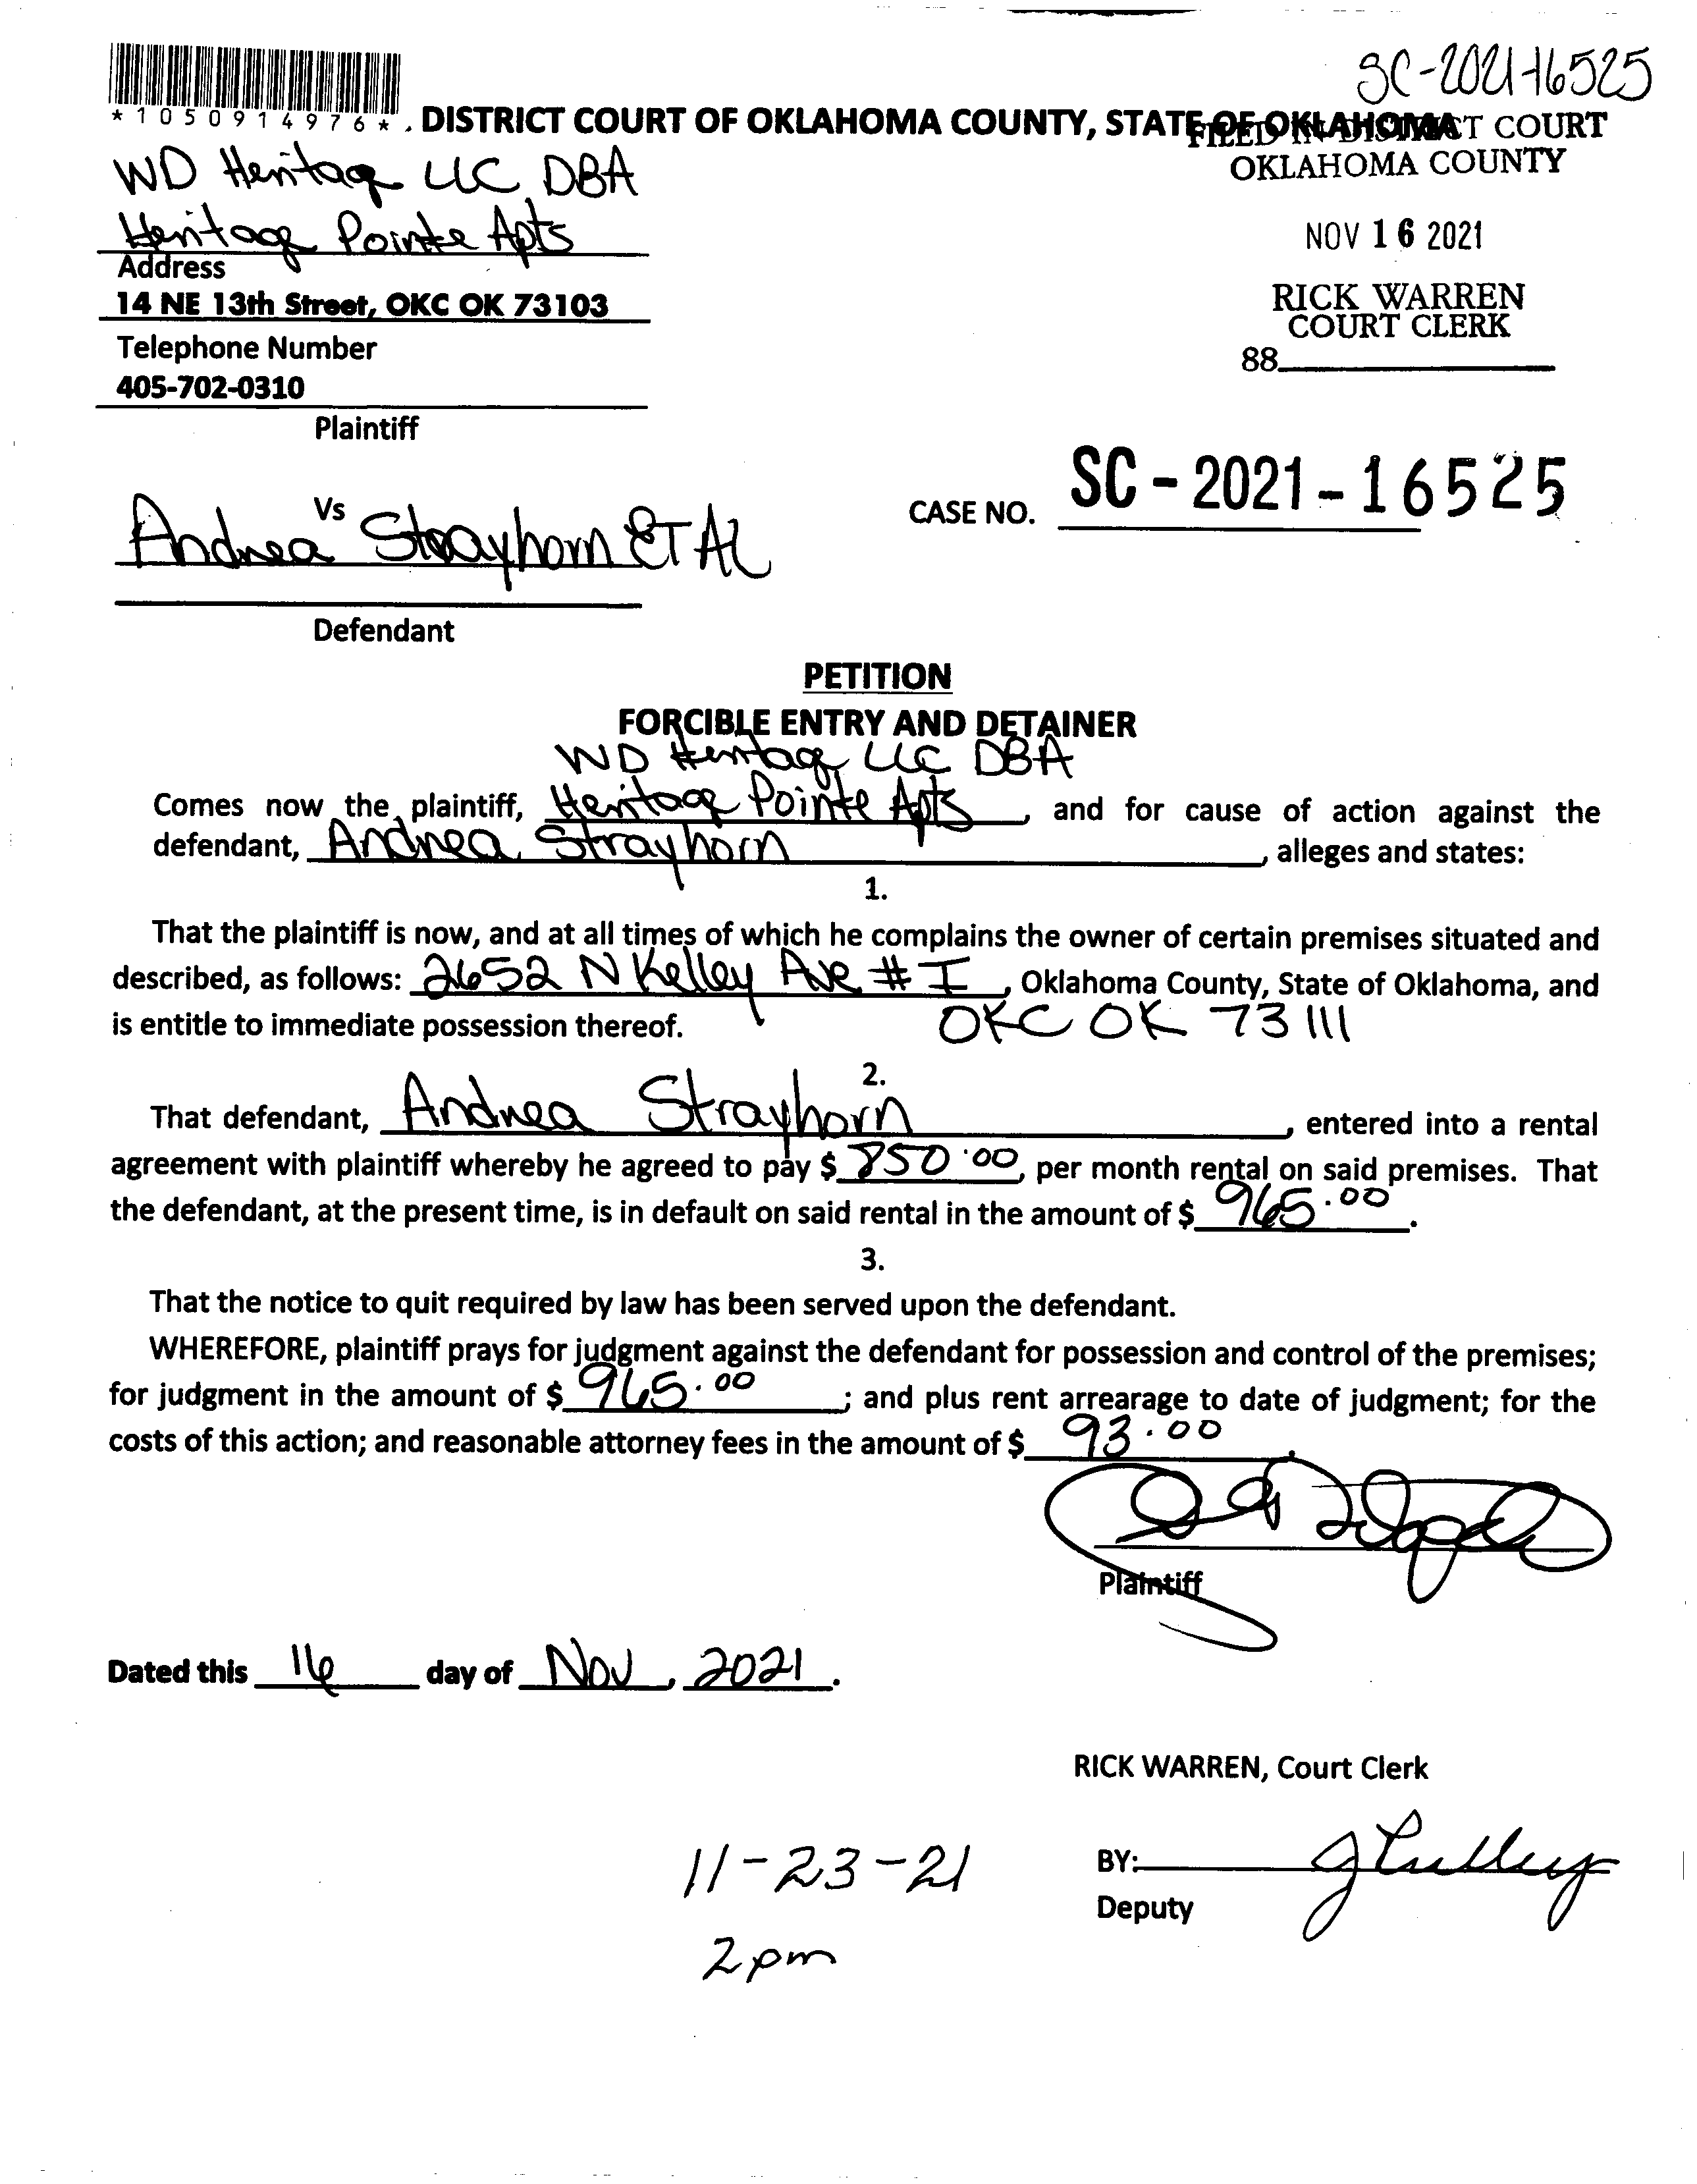 SC-2021-16525
*1050914976*
. DISTRICT COURT OF OKLAHOMA COUNTY, STATE OF OKLAHOMA
FILED IN DISTRICT COURT
OKLAHOMA COUNTY
WD Heritage LLC DBA
Heritage Pointe Apts
NOV 16 2021
Address
14 NE 13th Street, OKC OK 73103
RICK WARREN
COURT CLERK
Telephone Number
88
405-702-0310
Plaintiff
Vs
CASE NO. SC-2021-16525
Andrea Strayhorn ET AL
Defendant
PETITION
FORCIBLE ENTRY AND DETAINER
WD Heritage LLC DBA
Comes now the plaintiff, Heritage Pointe Apts, and for cause of action against the
defendant, Andrea Strayhorn, alleges and states:
1.
That the plaintiff is now, and at all times of which he complains the owner of certain premises situated and
described, as follows: 2652 N Kelley Ave # I, Oklahoma County, State of Oklahoma, and
is entitle to immediate possession thereof. OKC OK 73111
2.
That defendant, Andrea Strayhorn, entered into a rental
agreement with plaintiff whereby he agreed to pay $ 850.00, per month rental on said premises. That
the defendant, at the present time, is in default on said rental in the amount of $ 965.00.
3.
That the notice to quit required by law has been served upon the defendant.
WHEREFORE, plaintiff prays for judgment against the defendant for possession and control of the premises;
for judgment in the amount of $ 965.00; and plus rent arrearage to date of judgment; for the
costs of this action; and reasonable attorney fees in the amount of $ 93.00.
Plaintiff
Dated this 16 day of Nov, 2021.
RICK WARREN, Court Clerk
11-23-21
BY: J Pulley
Deputy
2pm